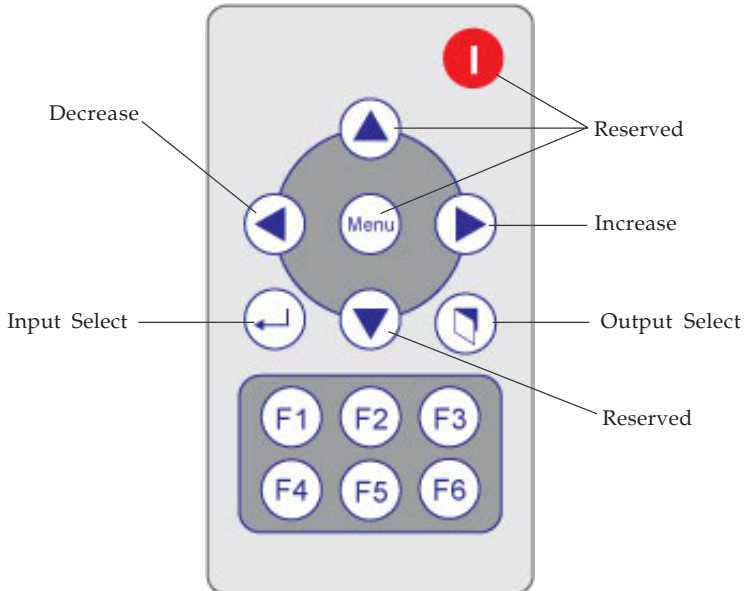 I
Decrease
Reserved
Menu
Increase
Input Select
Output Select
F1 F2 F3
Reserved
F4 F5 F6